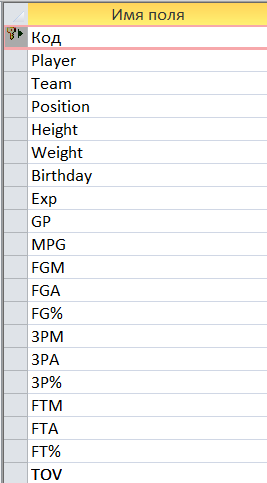 Имя поля
Код
Player
Team
Position
Height
Weight
Birthday
Exp
GP
MPG
FGM
FGA
FG%
3PM
3PA
3P%
FTM
FTA
FT%
TOV